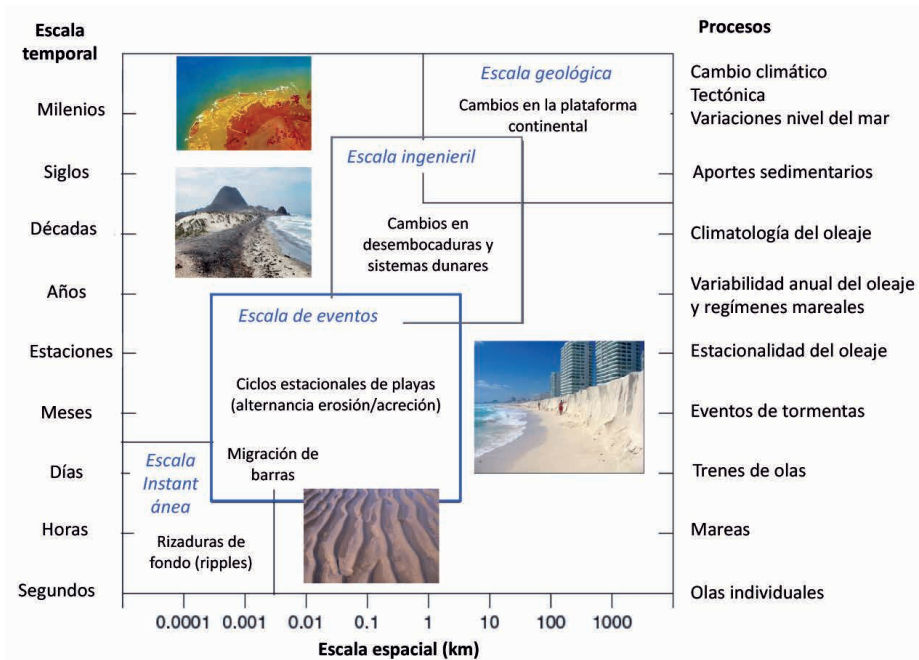 Escala
temporal
Procesos
Milenios
Siglos
Décadas
Años
Estaciones
Meses
Días
Horas
Segundos
Escala geológica
Cambios en la plataforma
continental
Escala ingenieril
Cambios en
desembocaduras y
sistemas dunares
Escala de eventos
Ciclos estacionales de playas
(alternancia erosión/acreción)
Migración de
barras
Escala
Instant
ánea
Rizaduras de
fondo (ripples)
Cambio climático
Tectónica
Variaciones nivel del mar
Aportes sedimentarios
Climatología del oleaje
Variabilidad anual del oleaje
y regímenes mareales
Estacionalidad del oleaje
Eventos de tormentas
Trenes de olas
Mareas
Olas individuales
0.0001 0.001 0.01 0.1 1 10 100 1000
Escala espacial (km)